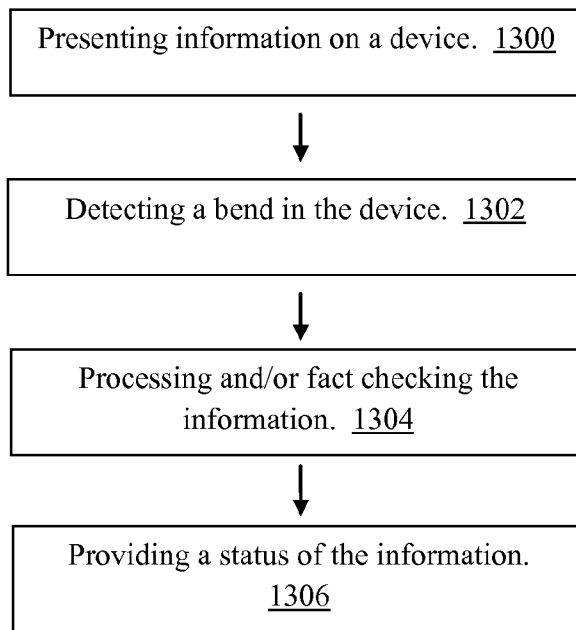 Presenting information on a device. 1300
Detecting a bend in the device. 1302
Processing and/or fact checking the
information. 1304
Providing a status of the information.
1306